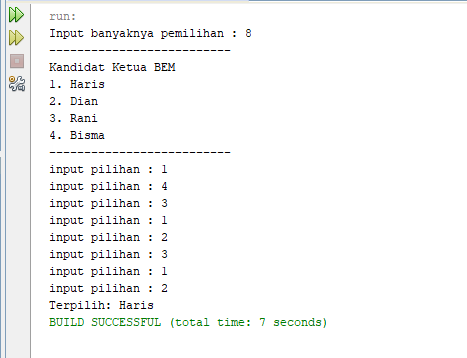 run:
Input banyaknya pemilihan : 8
--------------------------
Kandidat Ketua BEM
1. Haris
2. Dian
3. Rani
4. Bisma
--------------------------
input pilihan : 1
input pilihan : 4
input pilihan : 3
input pilihan : 1
input pilihan : 2
input pilihan : 3
input pilihan : 1
input pilihan : 2
Terpilih: Haris
BUILD SUCCESSFUL (total time: 7 seconds)